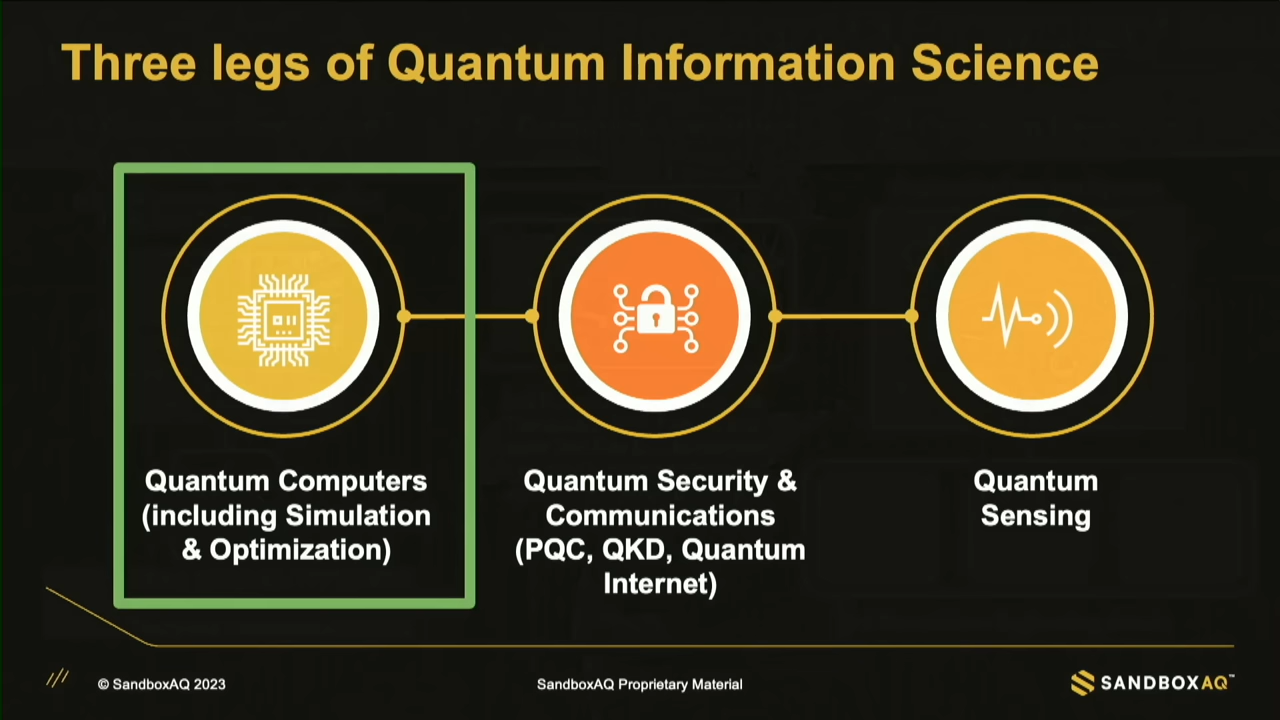 Three legs of Quantum Information Science
Quantum Computers
(including Simulation
& Optimization)
Quantum Security &
Communications
(PQC, QKD, Quantum
Internet)
Quantum
Sensing
© SandboxAQ 2023
SandboxAQ Proprietary Material
SANDBOXAQ™